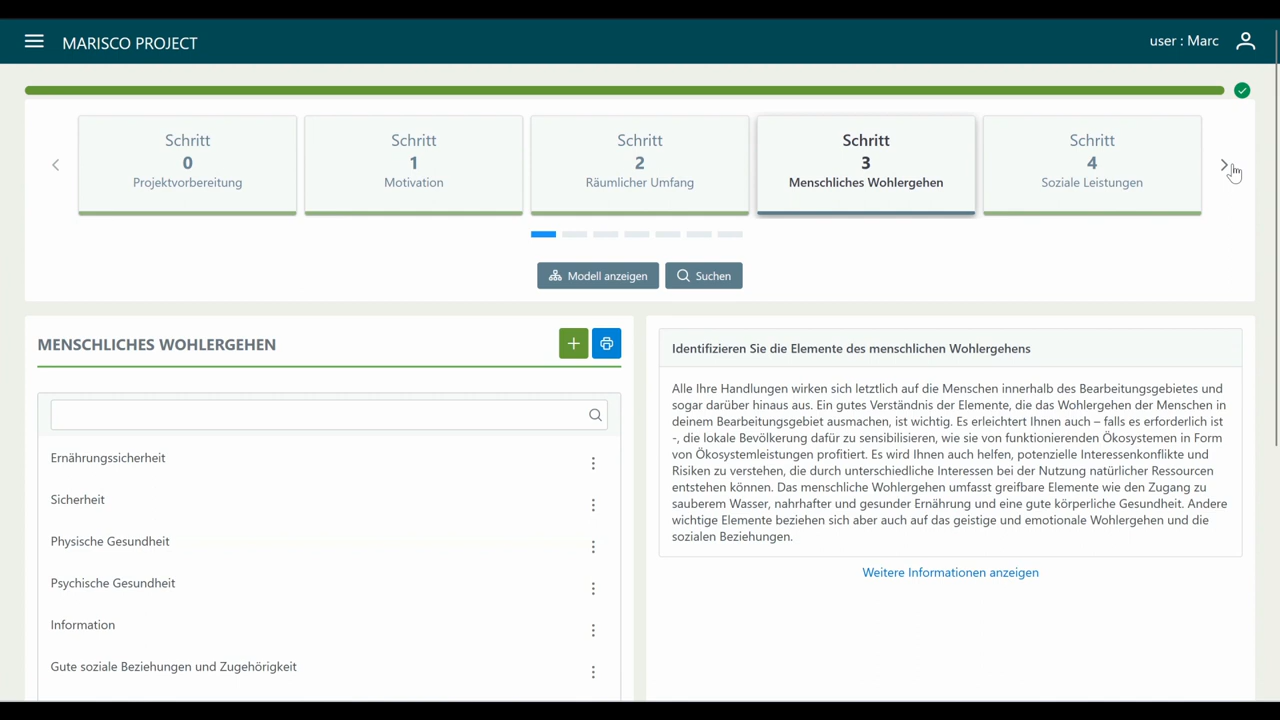 MARISCO PROJECT
user : Marc
Schritt
0
Projektvorbereitung
Schritt
1
Motivation
Schritt
2
Räumlicher Umfang
Schritt
3
Menschliches Wohlergehen
Schritt
4
Soziale Leistungen
Modell anzeigen
Suchen
MENSCHLICHES WOHLERGEHEN
Ernährungssicherheit
Sicherheit
Physische Gesundheit
Psychische Gesundheit
Information
Gute soziale Beziehungen und Zugehörigkeit
Identifizieren Sie die Elemente des menschlichen Wohlergehens
Alle Ihre Handlungen wirken sich letztlich auf die Menschen innerhalb des Bearbeitungsgebietes und
sogar darüber hinaus aus. Ein gutes Verständnis der Elemente, die das Wohlergehen der Menschen in
deinem Bearbeitungsgebiet ausmachen, ist wichtig. Es erleichtert Ihnen auch – falls es erforderlich ist
-, die lokale Bevölkerung dafür zu sensibilisieren, wie sie von funktionierenden Ökosystemen in Form
von Ökosystemleistungen profitiert. Es wird Ihnen auch helfen, potenzielle Interessenkonflikte und
Risiken zu verstehen, die durch unterschiedliche Interessen bei der Nutzung natürlicher Ressourcen
entstehen können. Das menschliche Wohlergehen umfasst greifbare Elemente wie den Zugang zu
sauberem Wasser, nahrhafter und gesunder Ernährung und eine gute körperliche Gesundheit. Andere
wichtige Elemente beziehen sich aber auch auf das geistige und emotionale Wohlergehen und die
sozialen Beziehungen.
Weitere Informationen anzeigen